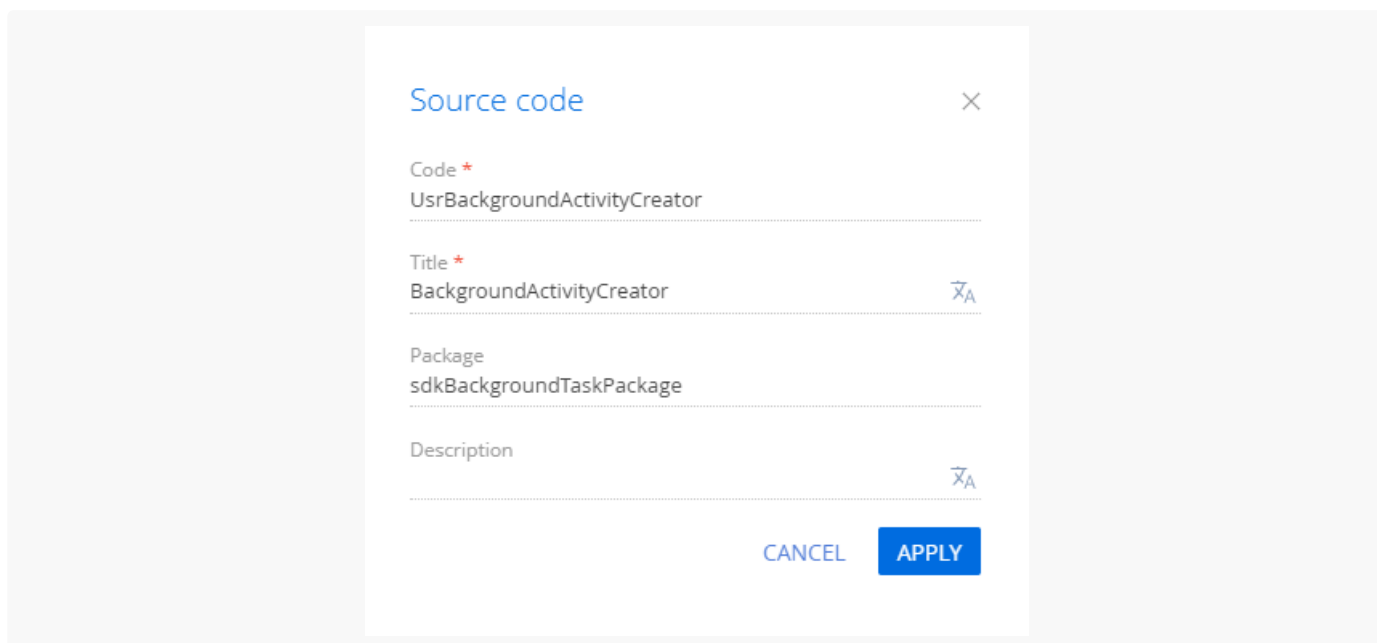 Source code
Code *
UsrBackgroundActivityCreator
Title *
BackgroundActivityCreator
Package
sdkBackgroundTaskPackage
Description
CANCEL APPLY